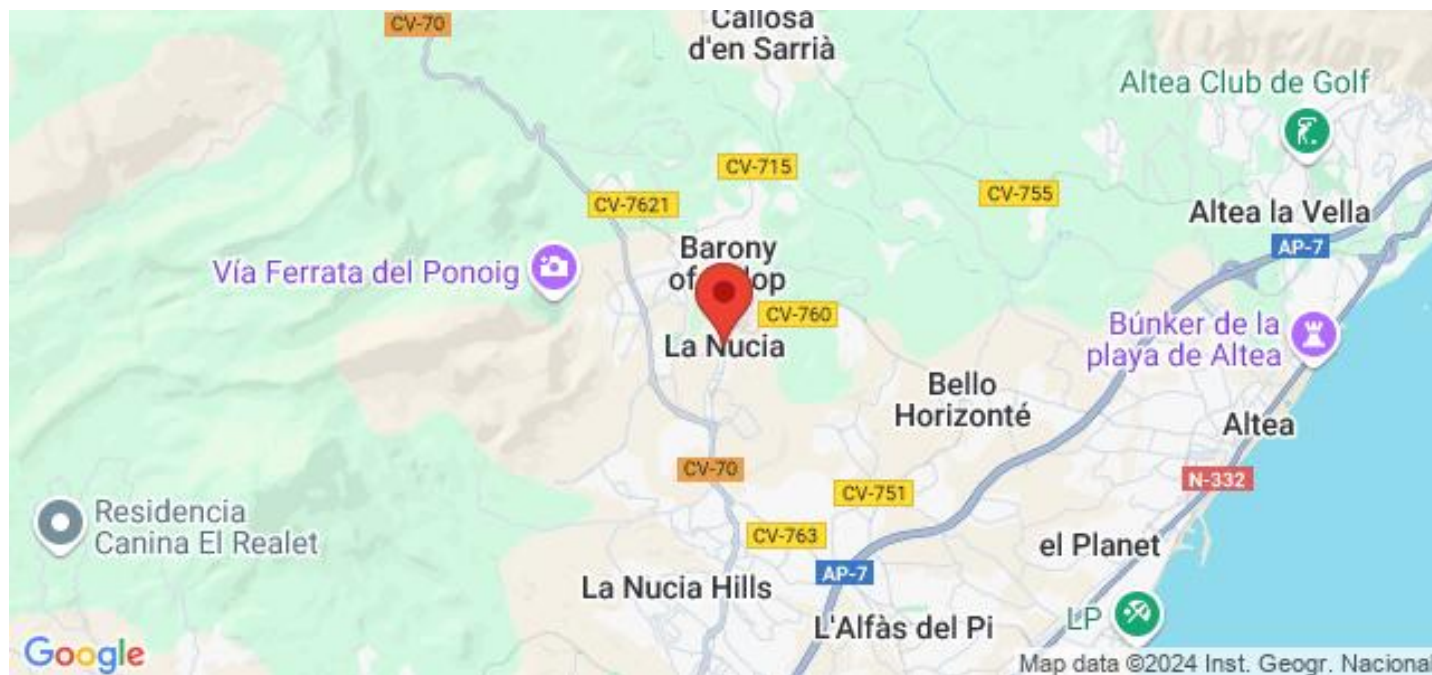 CV-70
Callosa
d'en Sarrià
Altea Club de Golf
CV-715
CV-755
CV-7621
Altea la Vella
AP-7
Barony
Vía Ferrata del Ponoig
CV-760
La Nucia
Búnker de la
playa de Altea
Bello
Horizonté
Altea
CV-70
N-332
CV-751
Residencia
Canina El Realet
CV-763
el Planet
AP-7
La Nucia Hills
L'Alfàs del Pi
LP
Google
Map data ©2024 Inst. Geogr. Nacional